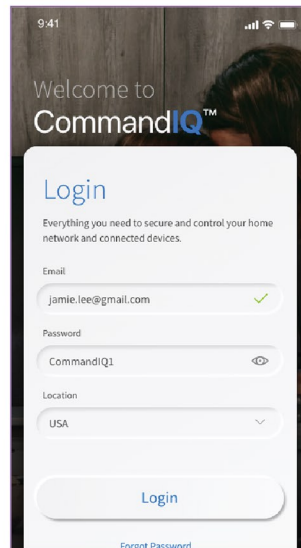 9:41
Welcome to
CommandIQ™
Login
Everything you need to secure and control your home
network and connected devices.
Email
jamie.lee@gmail.com
Password
CommandIQ1
Location
USA
Login
Forgot Password